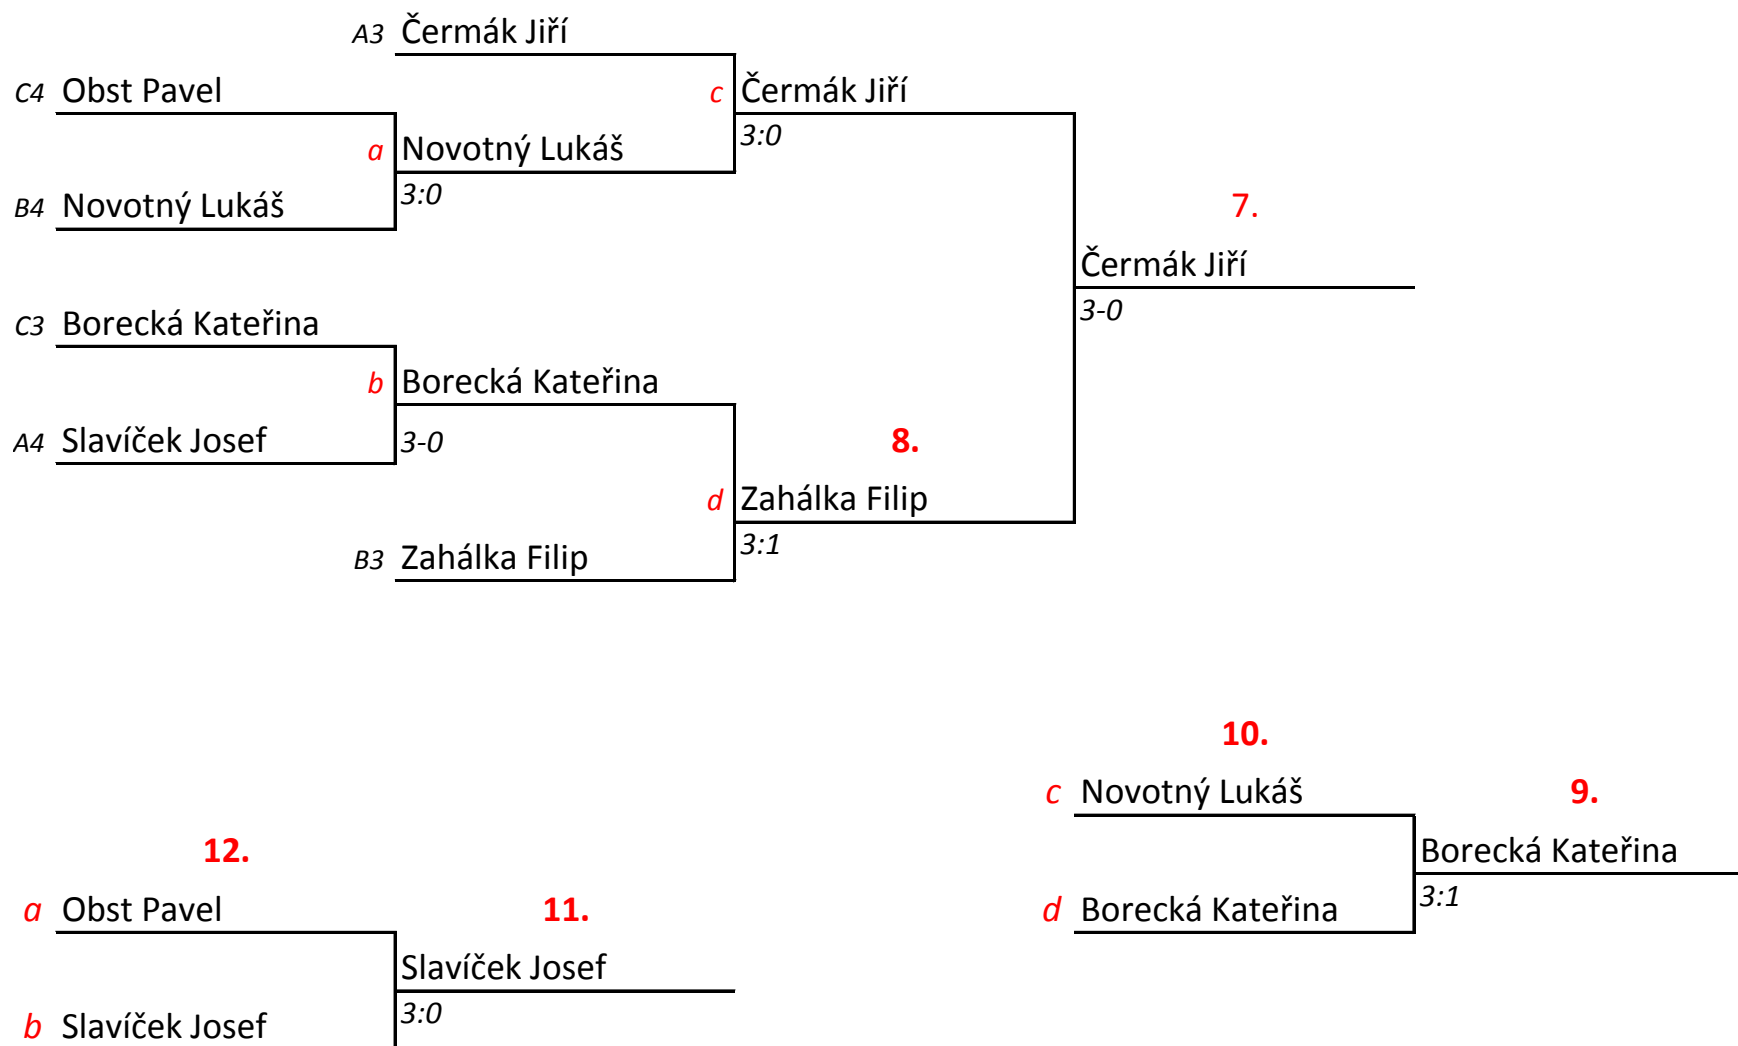 A3 Čermák Jiří
C4 Obst Pavel
c Čermák Jiří
3:0
a Novotný Lukáš
3:0
B4 Novotný Lukáš
7.
Čermák Jiří
3-0
C3 Borecká Kateřina
b Borecká Kateřina
3-0
A4 Slavíček Josef
8.
d Zahálka Filip
3:1
B3 Zahálka Filip
10.
c Novotný Lukáš
9.
Borecká Kateřina
3:1
d Borecká Kateřina
12.
a Obst Pavel
11.
Slavíček Josef
3:0
b Slavíček Josef